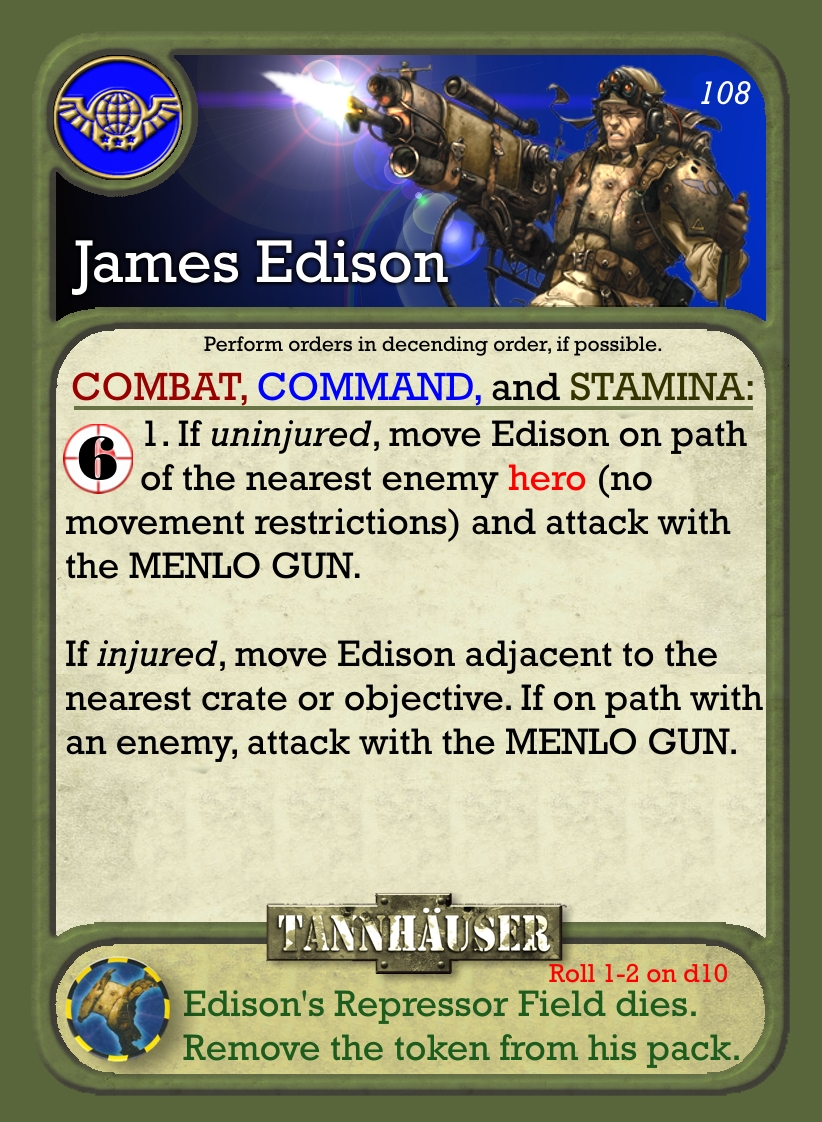 108
James Edison
Perform orders in decending order, if possible.
COMBAT, COMMAND, and STAMINA:
6
1. If uninjured, move Edison on path
of the nearest enemy hero (no
movement restrictions) and attack with
the MENLO GUN.
If injured, move Edison adjacent to the
nearest crate or objective. If on path with
an enemy, attack with the MENLO GUN.
TANNHÄUSER
Roll 1-2 on d10
Edison's Repressor Field dies.
Remove the token from his pack.